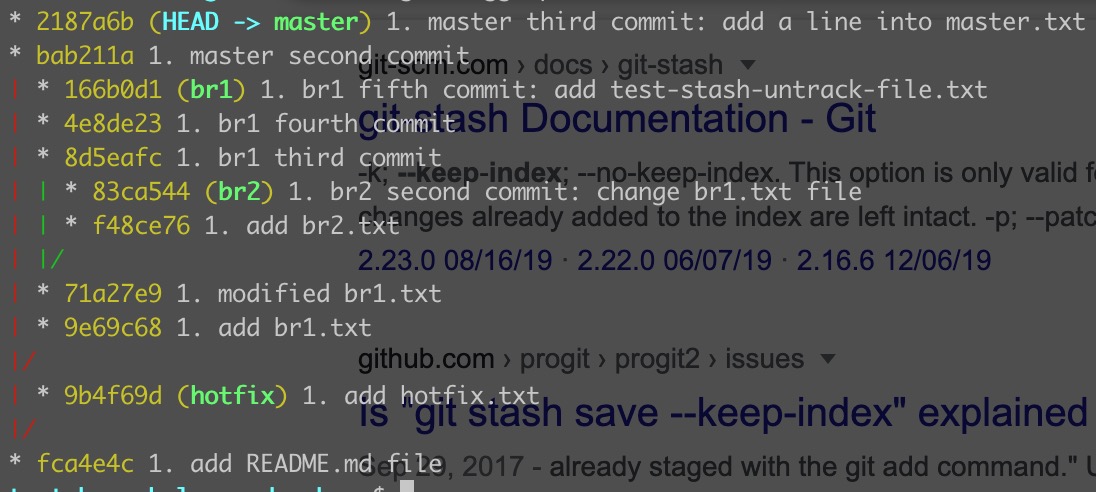 * 2187a6b (HEAD -> master) 1. master third commit: add a line into master.txt
* bab211a 1. master second commit
git-scm.com › docs › git-stash
| * 166b0d1 (br1) 1. br1 fifth commit: add test-stash-untrack-file.txt
git stash Documentation - Git
| * 4e8de23 1. br1 fourth commit
| * 8d5eafc 1. br1 third commit
-k; --keep-index; --no-keep-index. This option is only valid
| | * 83ca544 (br2) 1. br2 second commit: change br1.txt file
changes already added to the index are left intact. -p; --patc
| | * f48ce76 1. add br2.txt
| |/
2.23.0 08/16/19 · 2.22.0 06/07/19 · 2.16.6 12/06/19
| * 71a27e9 1. modified br1.txt
| * 9e69c68 1. add br1.txt
|/
github.com › progit › progit2 › issues
| * 9b4f69d (hotfix) 1. add hotfix.txt
Is "git stash save --keep-index" explained
|/
* fca4e4c 1. add README.md file
Sep 29, 2017 - already staged with the git add command."
$